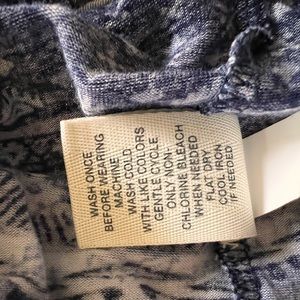 WASH ONCE
BEFORE WEARING
MACHINE
WASH COLD
WITH LIKE COLORS
GENTLE CYCLE
ONLY NON-
CHLORINE BLEACH
WHEN NEEDED
FLAT DRY
COOL IRON
IF NEEDED